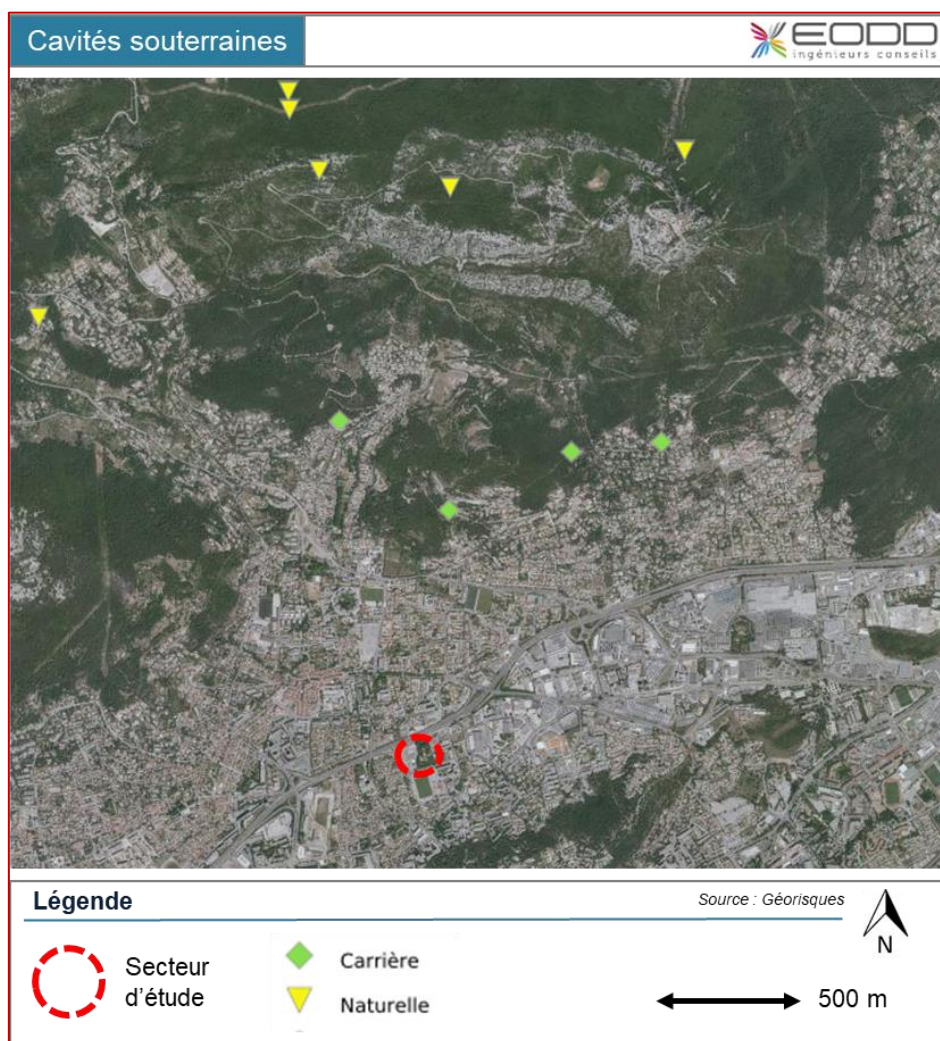 Cavités souterraines
EODD
ingénieurs conseils
Légende
Source : Géorisques
N
Secteur
d'étude
Carrière
Naturelle
500 m